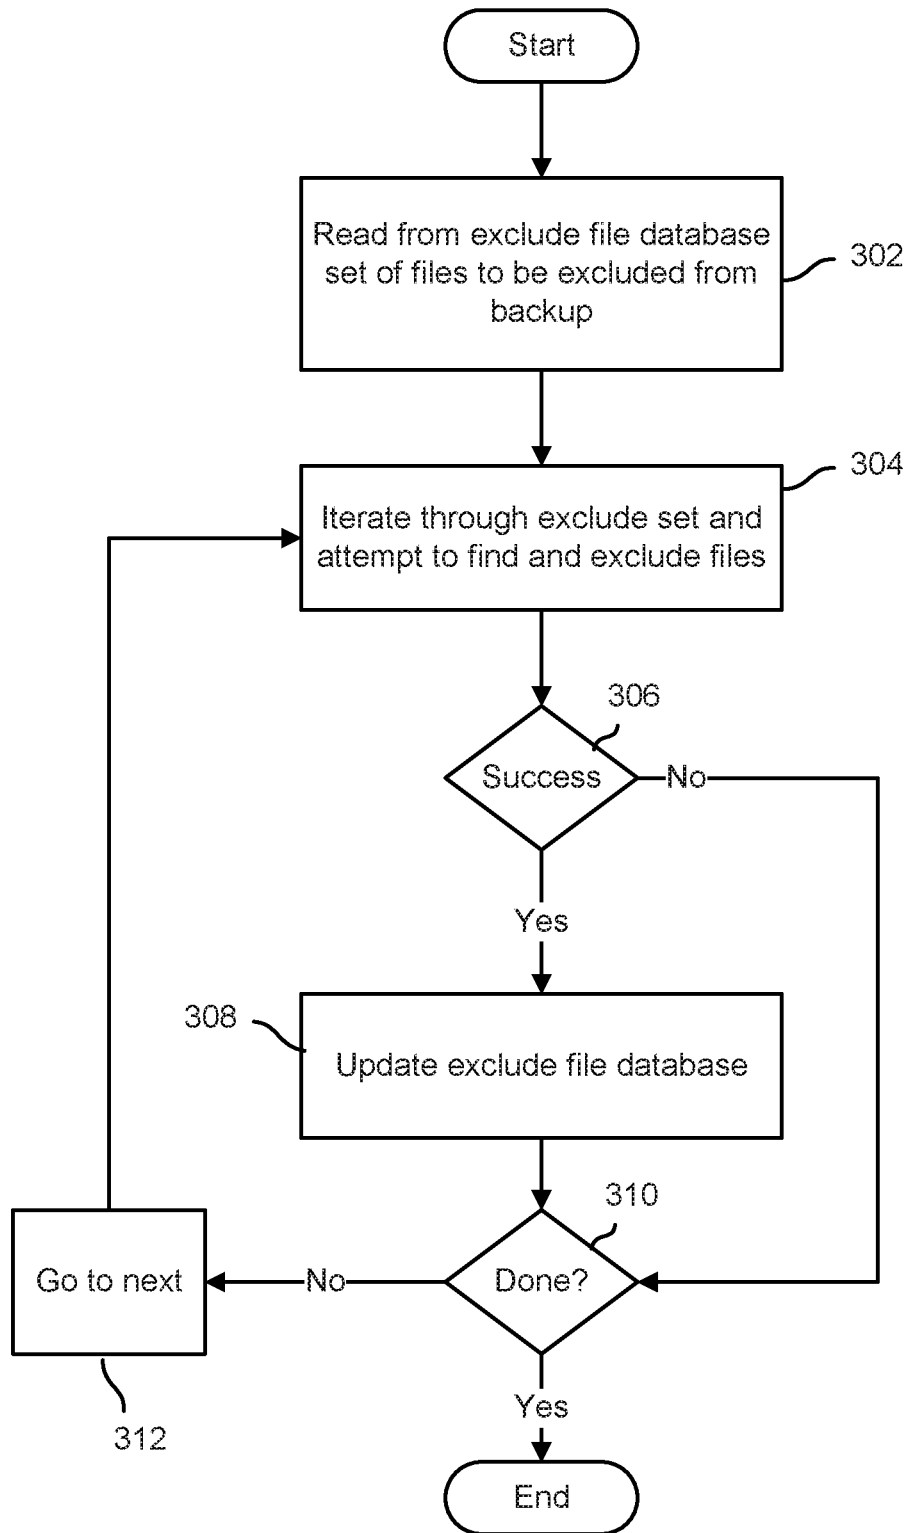 Start
Read from exclude file database
set of files to be excluded from
backup
302
304
Iterate through exclude set and
attempt to find and exclude files
306
Success
No
Yes
308
Update exclude file database
310
Done?
No
Go to next
312
Yes
End